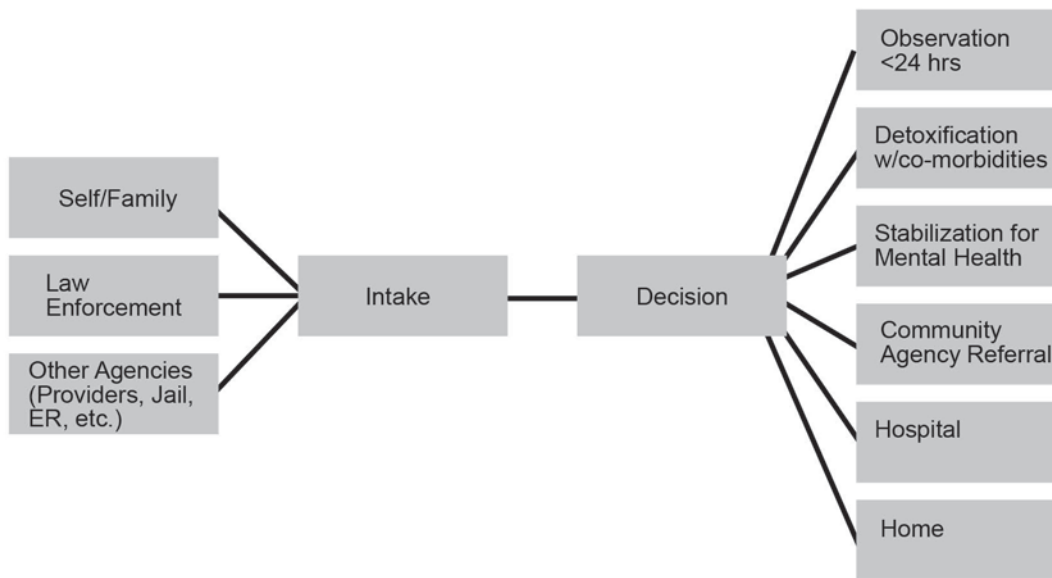 Self/Family
Law
Enforcement
Other Agencies
(Providers, Jail,
ER, etc.)
Intake
Decision
Observation
<24 hrs
Detoxification
w/co-morbidities
Stabilization for
Mental Health
Community
Agency Referral
Hospital
Home